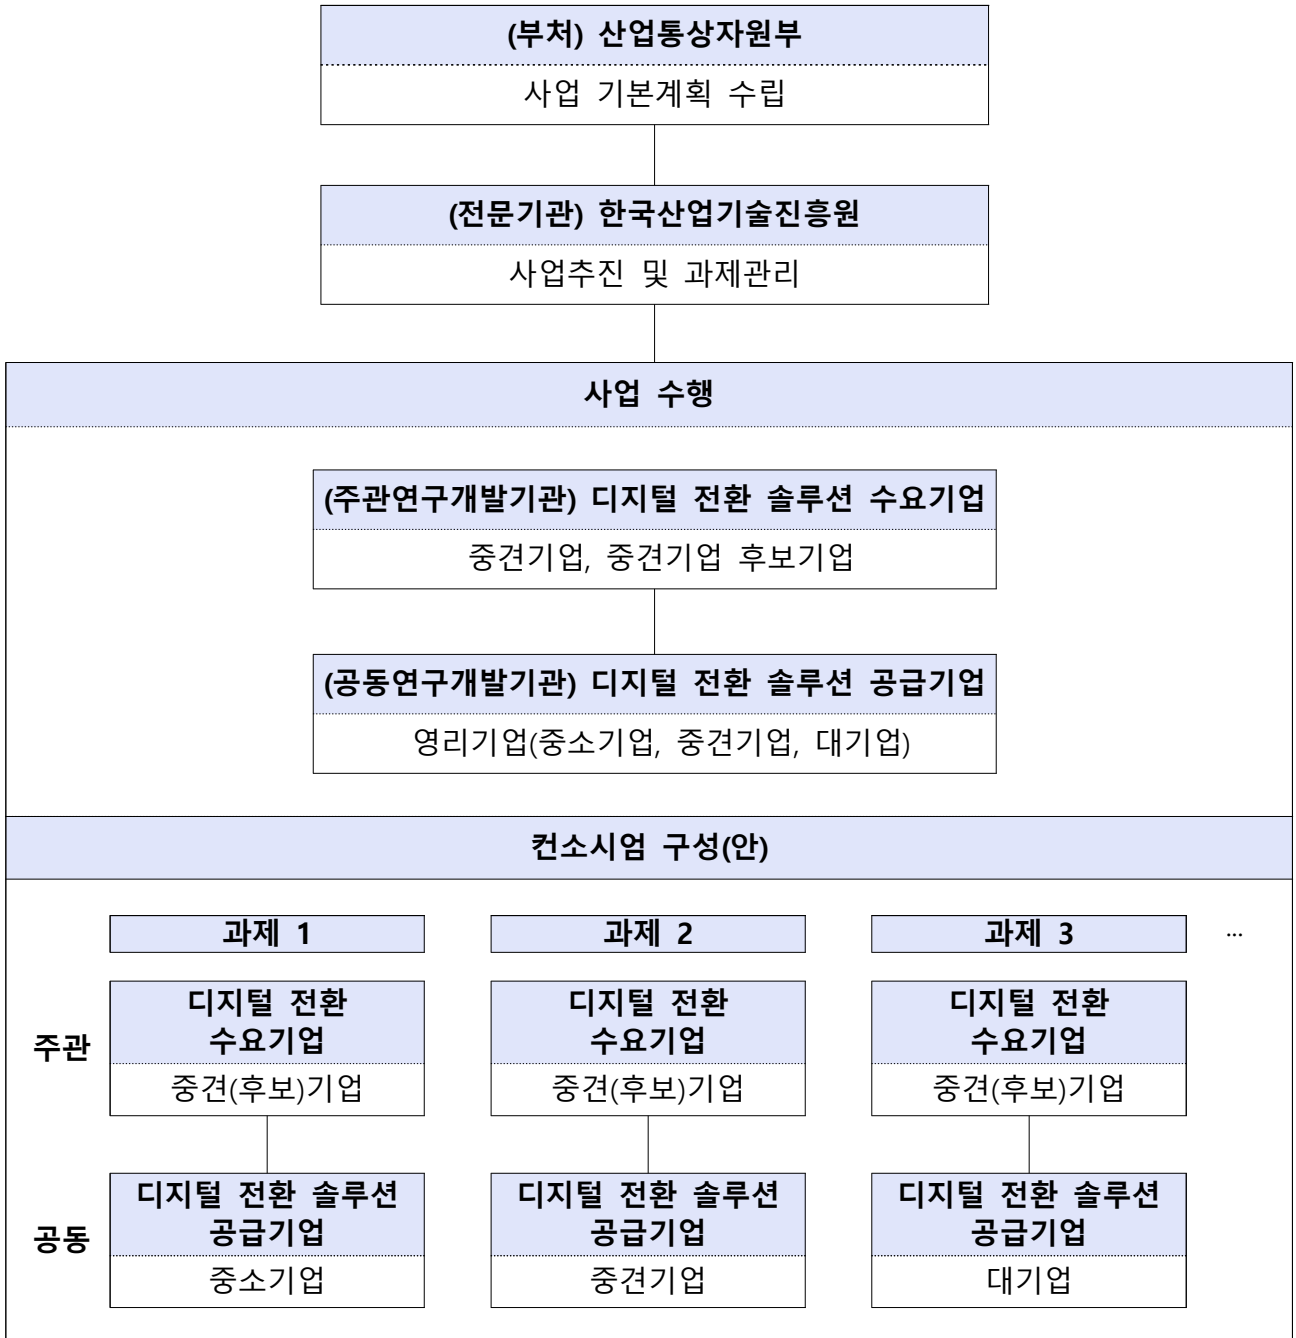 (부처) 산업통상자원부
사업 기본계획 수립
(전문기관) 한국산업기술진흥원
사업추진 및 과제관리
사업 수행
(주관연구개발기관) 디지털 전환 솔루션 수요기업
중견기업, 중견기업 후보기업
(공동연구개발기관) 디지털 전환 솔루션 공급기업
영리기업(중소기업, 중견기업, 대기업)
컨소시엄 구성(안)
과제 1
과제 2
과제 3
...
주관
디지털 전환
수요기업
중견(후보)기업
디지털 전환
수요기업
중견(후보)기업
디지털 전환
수요기업
중견(후보)기업
공동
디지털 전환 솔루션
공급기업
중소기업
디지털 전환 솔루션
공급기업
중견기업
디지털 전환 솔루션
공급기업
대기업